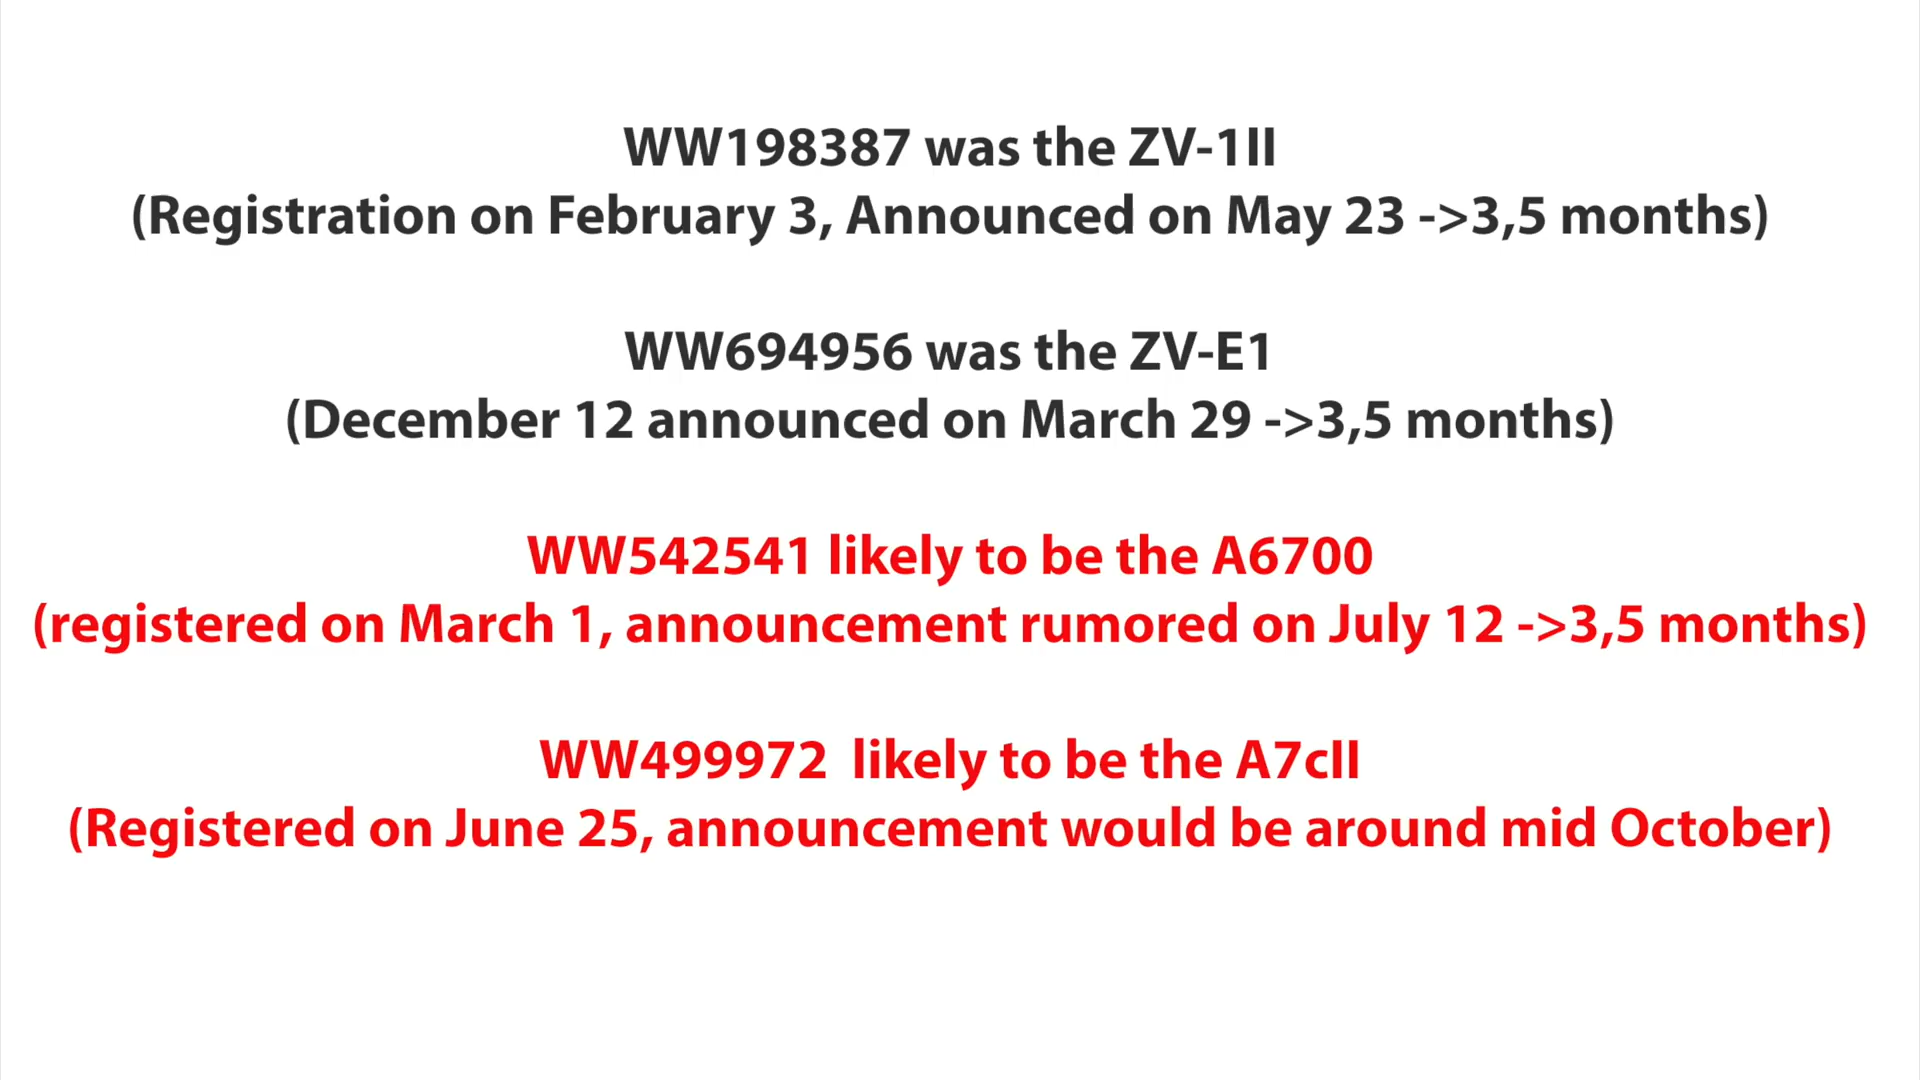 WW198387 was the ZV-1II
(Registration on February 3, Announced on May 23 ->3,5 months)
WW694956 was the ZV-E1
(December 12 announced on March 29 ->3,5 months)
WW542541 likely to be the A6700
(registered on March 1, announcement rumored on July 12 ->3,5 months)
WW499972  likely to be the A7cII
(Registered on June 25, announcement would be around mid October)